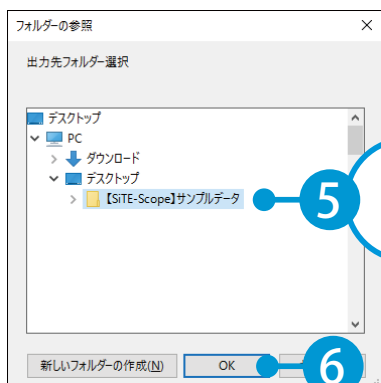 フォルダーの参照
出力先フォルダー選択
デスクトップ
PC
ダウンロード
デスクトップ
【SiTE-Scope】サンプルデータ
5
新しいフォルダーの作成(N)
OK
6